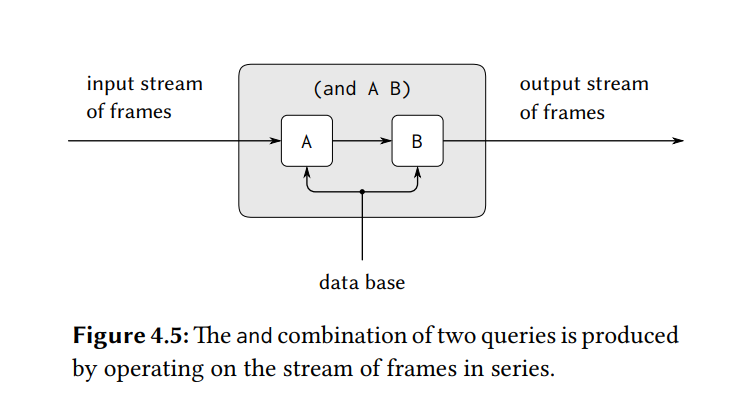 input stream
of frames
(and A B)
output stream
of frames
A
B
data base
Figure 4.5: The and combination of two queries is produced
by operating on the stream of frames in series.